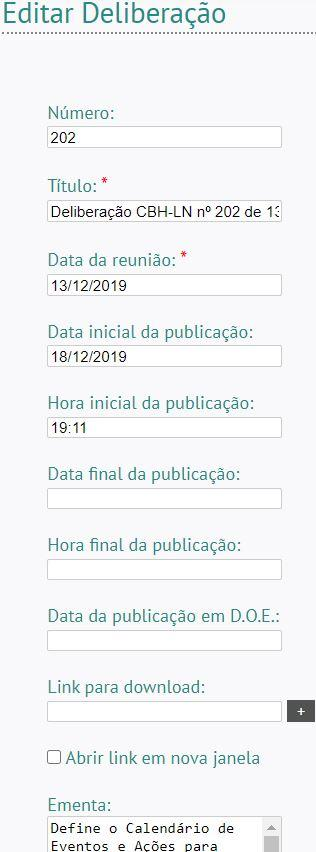 Editar Deliberação
Número:
202
Título: *
Deliberação CBH-LN nº 202 de 13
Data da reunião: *
13/12/2019
Data inicial da publicação:
18/12/2019
Hora inicial da publicação:
19:11
Data final da publicação:
Hora final da publicação:
Data da publicação em D.O.E.:
Link para download:
+
Abrir link em nova janela
Ementa:
Define o Calendário de
Eventos e Ações para